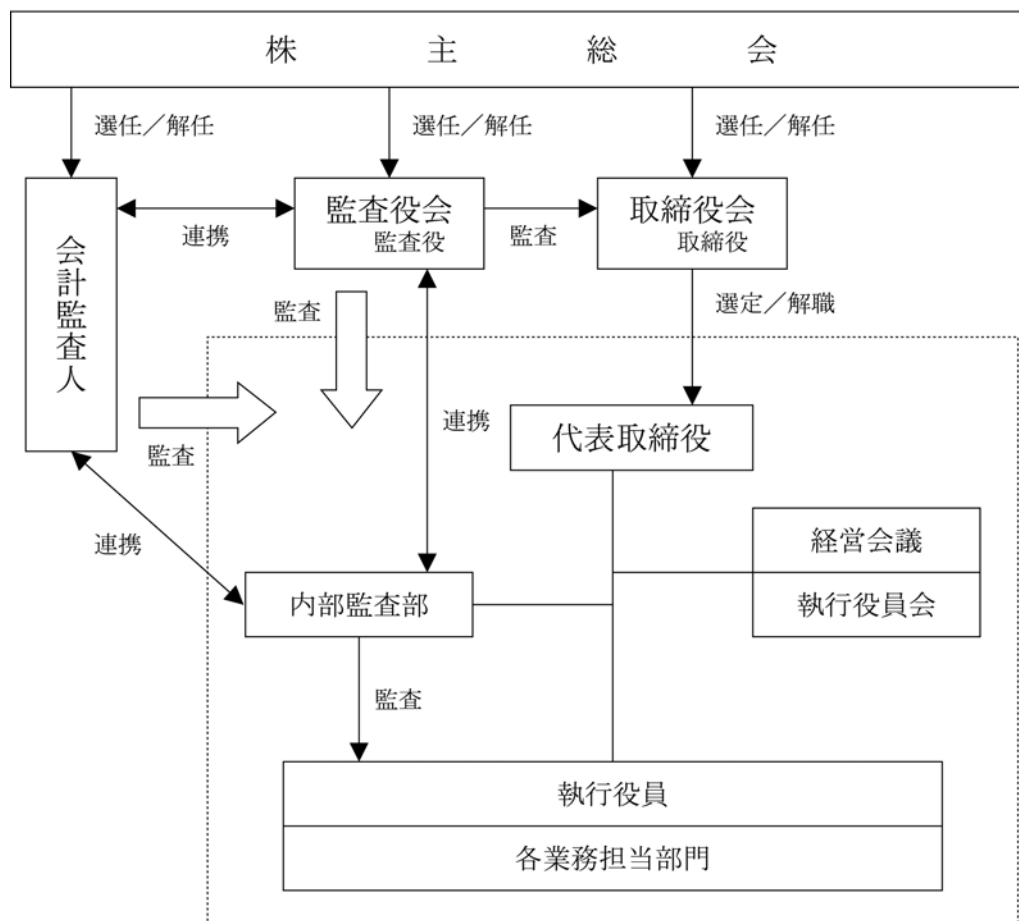 株主総会
選任／解任
選任／解任
選任／解任
会計監査人
連携
監査役会
監査役
監査
取締役会
取締役
選定／解職
監査
監査
連携
代表取締役
連携
経営会議
執行役員会
内部監査部
監査
執行役員
各業務担当部門